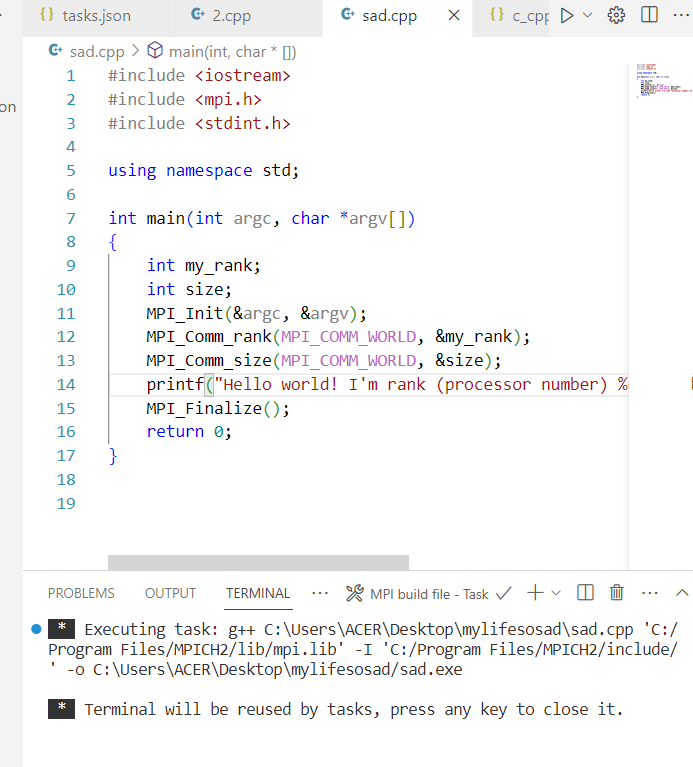 tasks.json 2.cpp sad.cpp c_cpp
sad.cpp > main(int, char * [])
on
1 #include <iostream>
2 #include <mpi.h>
3 #include <stdint.h>
4
5 using namespace std;
6
7 int main(int argc, char *argv[])
8 {
9 int my_rank;
10 int size;
11 MPI_Init(&argc, &argv);
12 MPI_Comm_rank(MPI_COMM_WORLD, &my_rank);
13 MPI_Comm_size(MPI_COMM_WORLD, &size);
14 printf("Hello world! I'm rank (processor number) %
15 MPI_Finalize();
16 return 0;
17 }
18
19
PROBLEMS OUTPUT TERMINAL ... MPI build file - Task
* Executing task: g++ C:\Users\ACER\Desktop\mylifesosad\sad.cpp 'C:/
Program Files/MPICH2/lib/mpi.lib' -I 'C:/Program Files/MPICH2/include/
' -o C:\Users\ACER\Desktop\mylifesosad/sad.exe
* Terminal will be reused by tasks, press any key to close it.